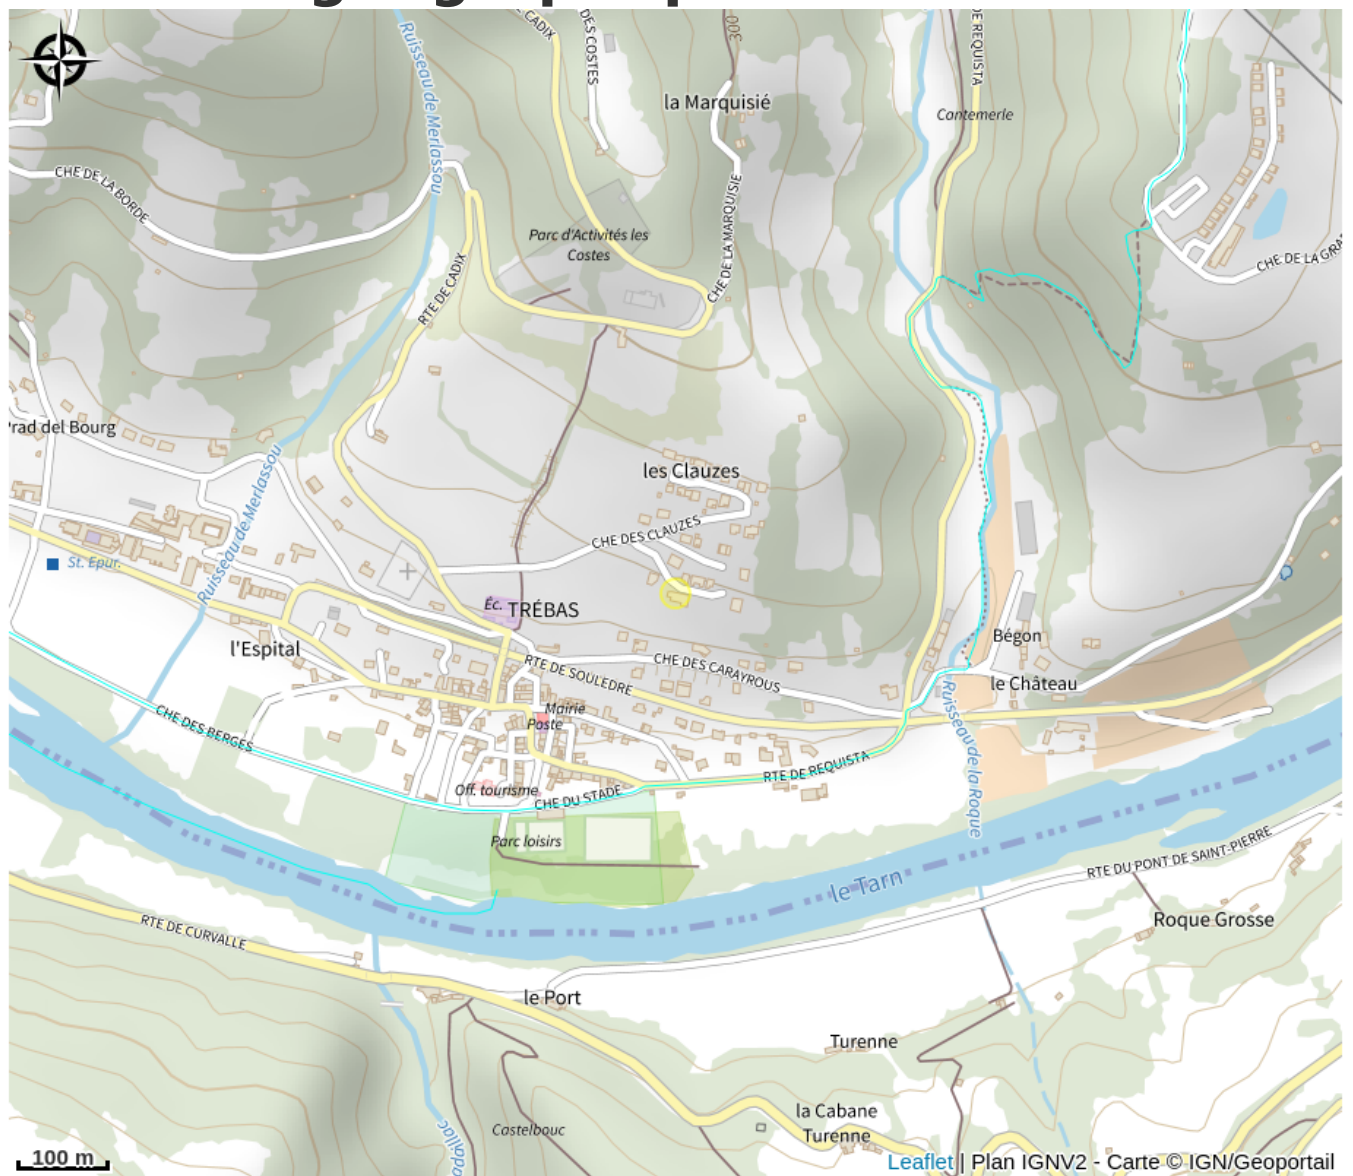 CADIX
DES COSTES
300
DE REQUISTA
Ruisseau de Merlassou
la Marquisié
Cantemerle
CHE DE LA BORDE
CHE DE LA MARQUISIE
Parc d'Activités les
Costes
RTE DE CADIX
CHE DE LA GRA
Prad del Bourg
les Clauzes
Ruisseau de Merlassou
CHE DES CLAUZES
St. Epur.
Éc.
TRÉBAS
Bégon
l'Espital
RTE DE SOULEDRE
CHE DES CARAYROUS
le Château
Ruisseau de la Roque
CHE DES BERGES
Mairie
Poste
RTE DE REQUISTA
Off. tourisme
CHE DU STADE
Parc loisirs
RTE DU PONT DE SAINT-PIERRE
le Tarn
RTE DE CURVALLE
Roque Grosse
le Port
Turenne
la Cabane
Turenne
Castelbouc
100 m
Leaflet | Plan IGNV2 - Carte © IGN/Geoportail